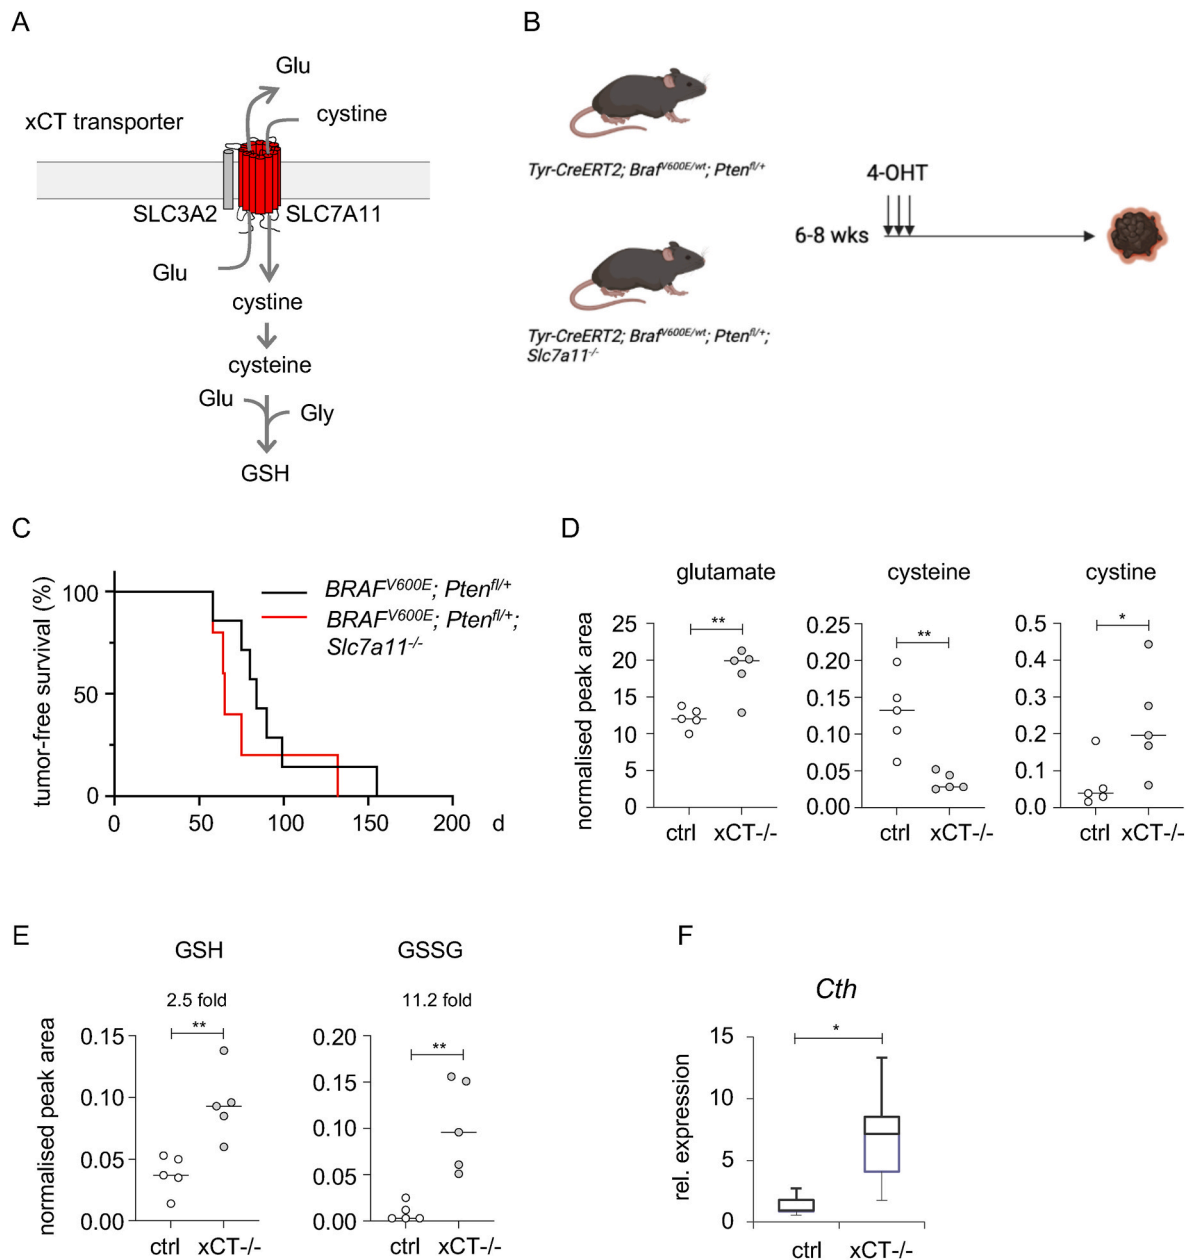 A
Glu
cystine
xCT transporter
SLC3A2
SLC7A11
Glu
cystine
cysteine
Glu
Gly
GSH
B
Tyr-CreERT2; Braf^V600E/wt; Pten^fl/+
Tyr-CreERT2; Braf^V600E/wt; Pten^fl/+;
Slc7a11^-/-
4-OHT
6-8 wks
C
tumor-free survival (%)
100
50
0
0 50 100 150 200 d
BRAF^V600E; Pten^fl/+
BRAF^V600E; Pten^fl/+;
Slc7a11^-/-
D
normalised peak area
glutamate
**
25
20
15
10
5
0
ctrl xCT-/-
cysteine
**
0.25
0.20
0.15
0.10
0.05
0.00
ctrl xCT-/-
cystine
*
0.5
0.4
0.3
0.2
0.1
0.0
ctrl xCT-/-
E
normalised peak area
GSH
2.5 fold
**
0.15
0.10
0.05
0.00
ctrl xCT-/-
GSSG
11.2 fold
**
0.20
0.15
0.10
0.05
0.00
ctrl xCT-/-
F
Cth
*
rel. expression
15
10
5
0
ctrl xCT-/-